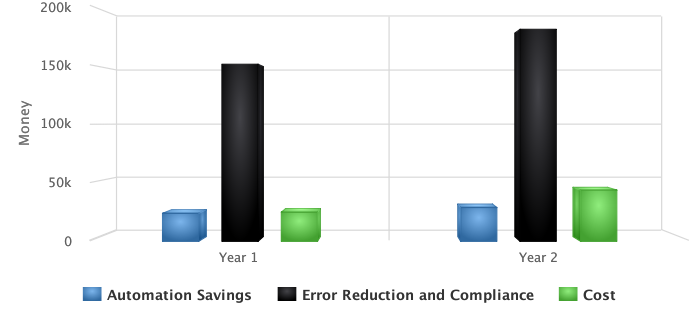 200k
150k
100k
50k
0
Money
Year 1
Year 2
Automation Savings
Error Reduction and Compliance
Cost